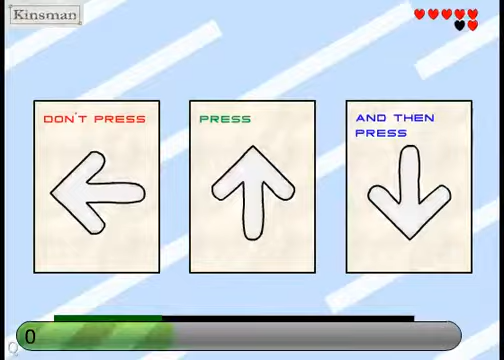 Kinsman
DON'T PRESS
PRESS
AND THEN
PRESS
0
Q